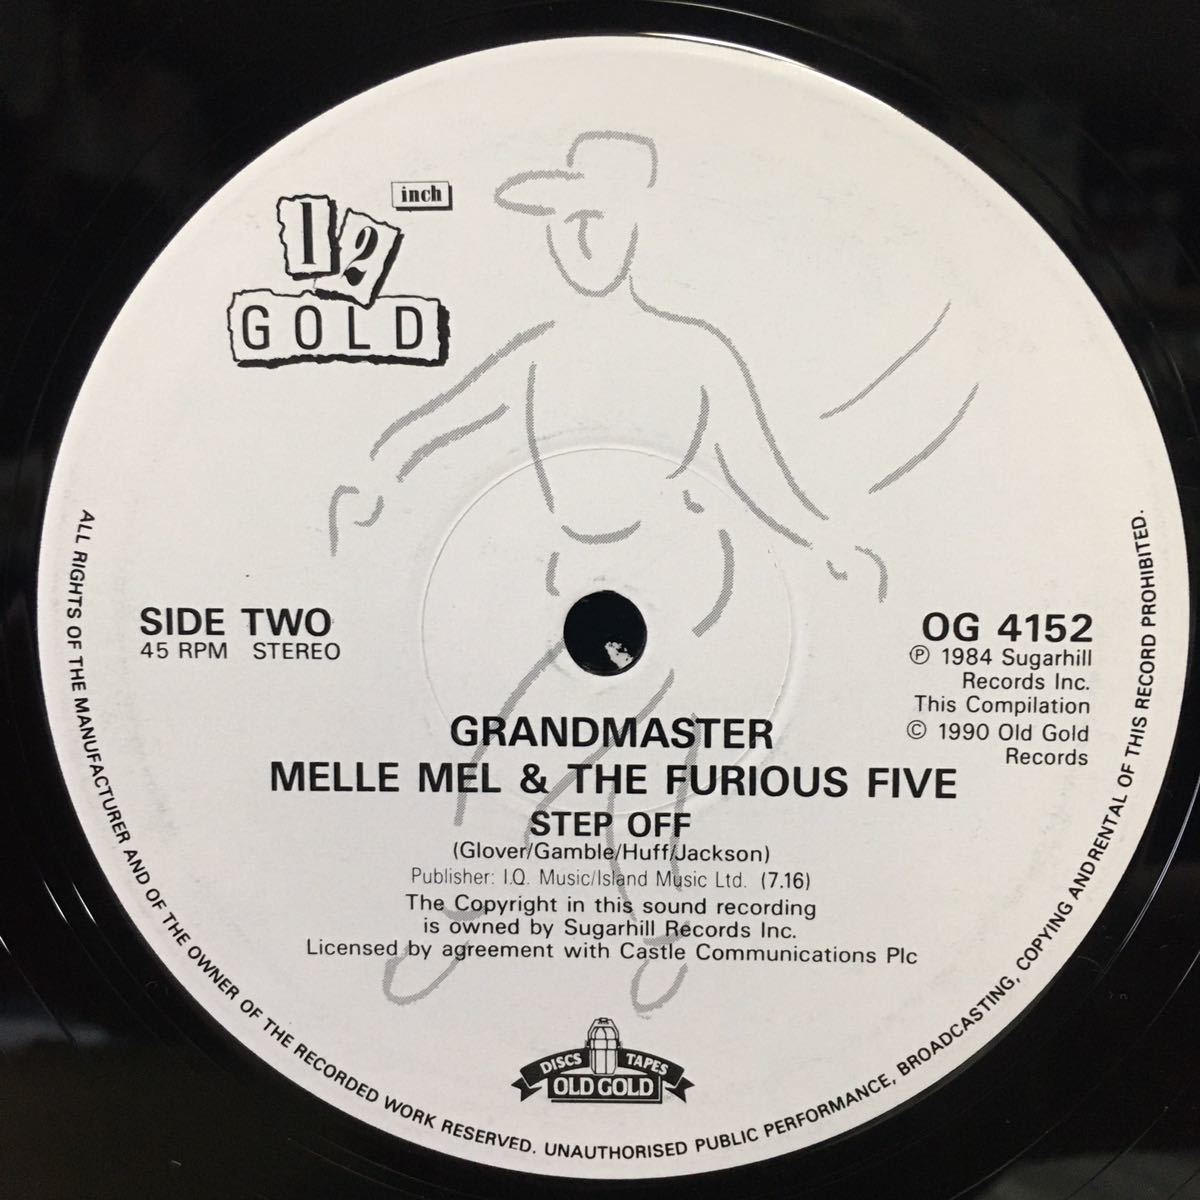 12
inch
GOLD
SIDE TWO
45 RPM STEREO
OG 4152
℗ 1984 Sugarhill
Records Inc.
This Compilation
© 1990 Old Gold
Records
GRANDMASTER
MELLE MEL & THE FURIOUS FIVE
STEP OFF
(Glover/Gamble/Huff/Jackson)
Publisher: I.Q. Music/Island Music Ltd. (7.16)
The Copyright in this sound recording
is owned by Sugarhill Records Inc.
Licensed by agreement with Castle Communications Plc
DISCS TAPES
OLD GOLD
ALL RIGHTS OF THE MANUFACTURER AND OF THE OWNER OF THE RECORDED WORK RESERVED. UNAUTHORISED PUBLIC PERFORMANCE, BROADCASTING, COPYING ANDRENTAL OF THIS RECORD PROHIBITED.